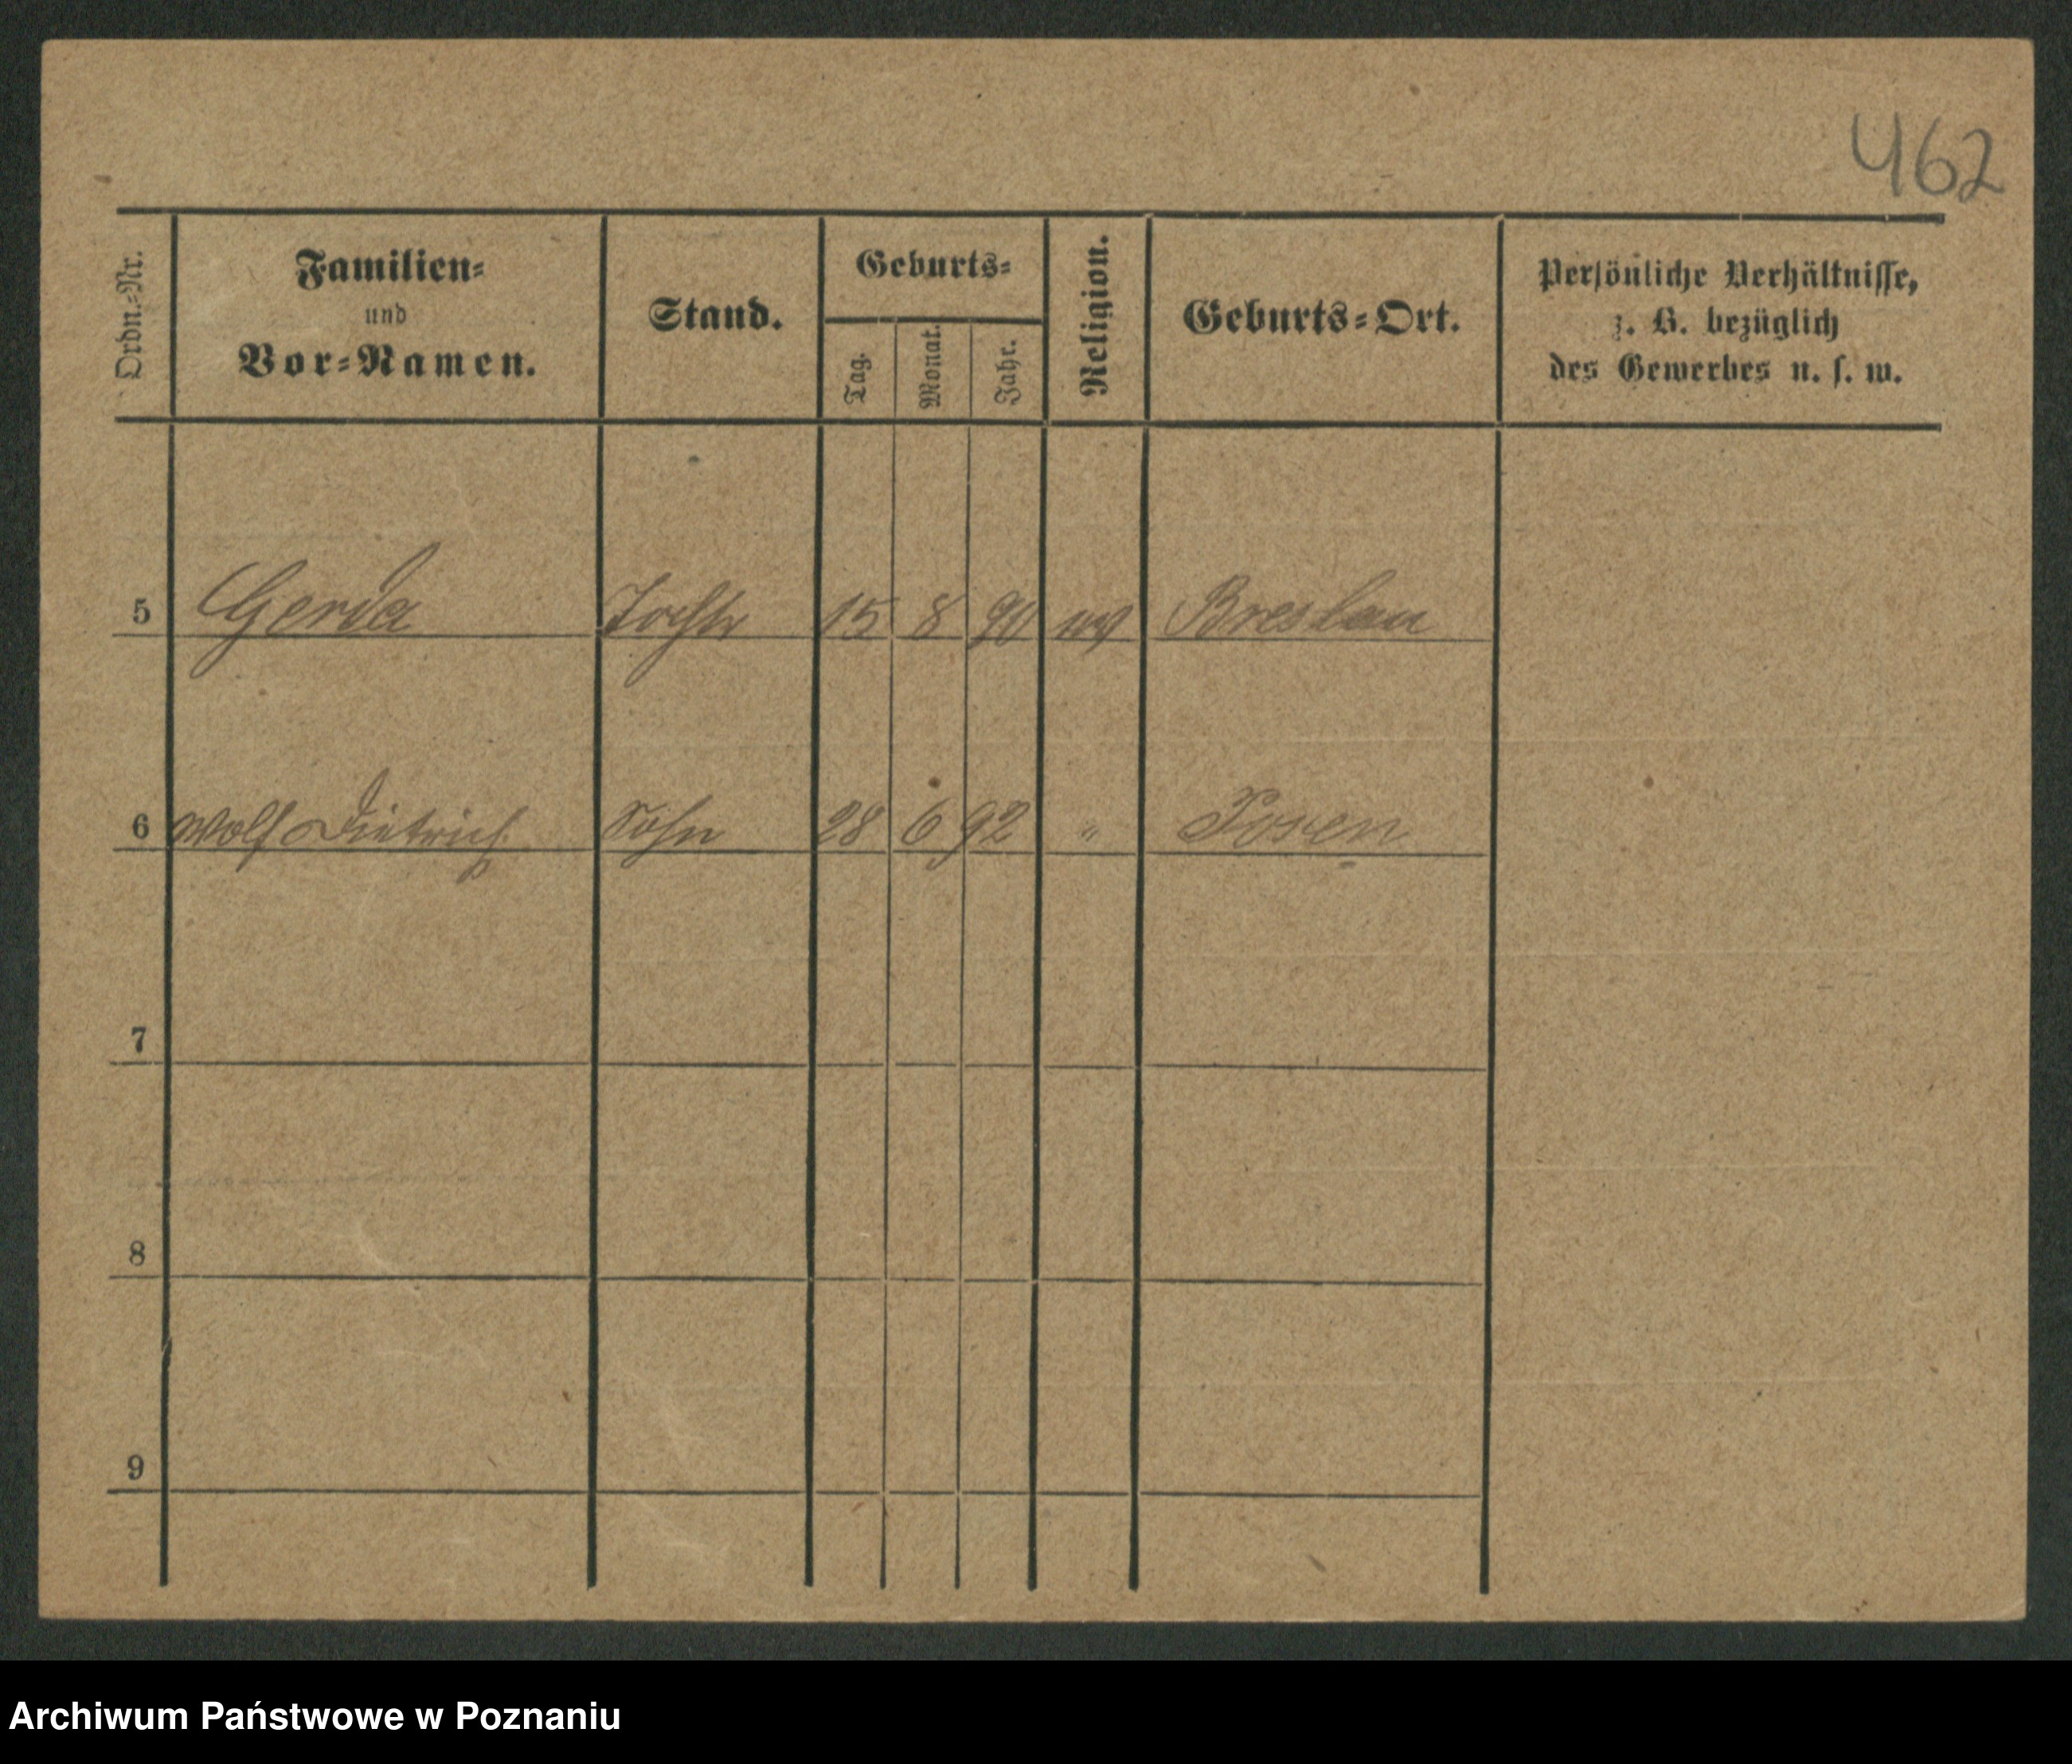 462
Ordn.-Nr.
Familien-
und
Vor-Namen.
Stand.
Geburts-
Tag.
Monat.
Jahr.
Religion.
Geburts-Ort.
Persönliche Verhältnisse,
z. B. bezüglich
des Gewerbes u. s. w.
5 Gerda Tochtr 15 8 90 ev Breslau
6 Wolf Dietrich Sohn 28 6 92 " Posen
7
8
9
Archiwum Państwowe w Poznaniu